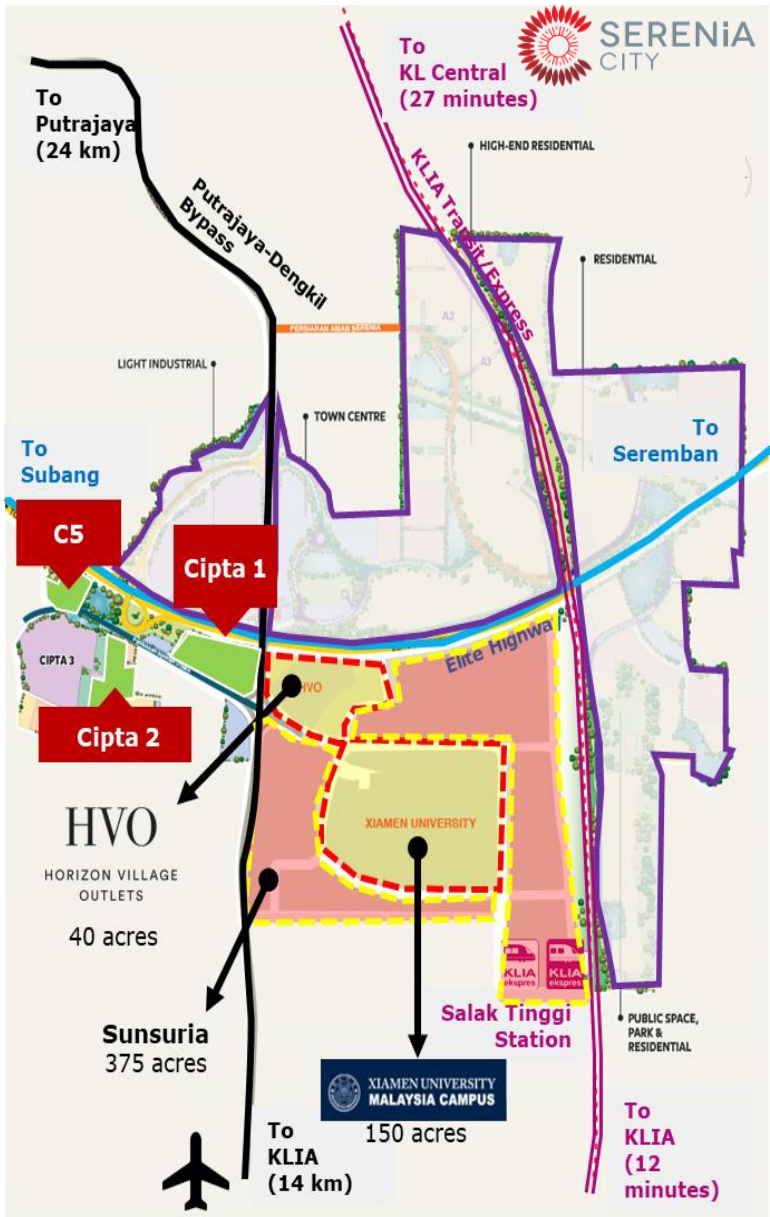 SERENiA
CITY
To
KL Central
(27 minutes)
To
Putrajaya
(24 km)
HIGH-END RESIDENTIAL
KLIA Transit/Express
Putrajaya-Dengkil
Bypass
RESIDENTIAL
A2
PERSIARAN AMAN SERENIA
A3
LIGHT INDUSTRIAL
TOWN CENTRE
To
Subang
To
Seremban
C5
Cipta 1
Elite Highwa
CIPTA 3
HVO
Cipta 2
XIAMEN UNIVERSITY
HVO
HORIZON VILLAGE
OUTLETS
40 acres
KLIA
ekspres
KLIA
ekspres
Salak Tinggi
Station
PUBLIC SPACE,
PARK &
RESIDENTIAL
Sunsuria
375 acres
XIAMEN UNIVERSITY
MALAYSIA CAMPUS
150 acres
To
KLIA
(14 km)
To
KLIA
(12
minutes)